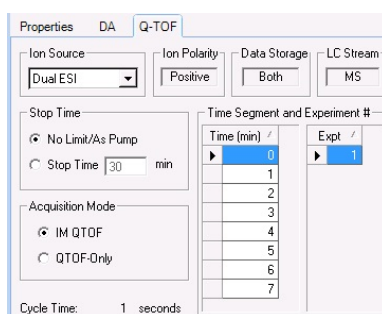 Properties DA Q-TOF
Ion Source Ion Polarity Data Storage LC Stream
Dual ESI Positive Both MS
Stop Time Time Segment and Experiment #
No Limit/As Pump Time (min) Expt
Stop Time 30 min 0 1
1
2
Acquisition Mode 3
IM QTOF 4
5
QTOF-Only 6
7
Cycle Time: 1 seconds